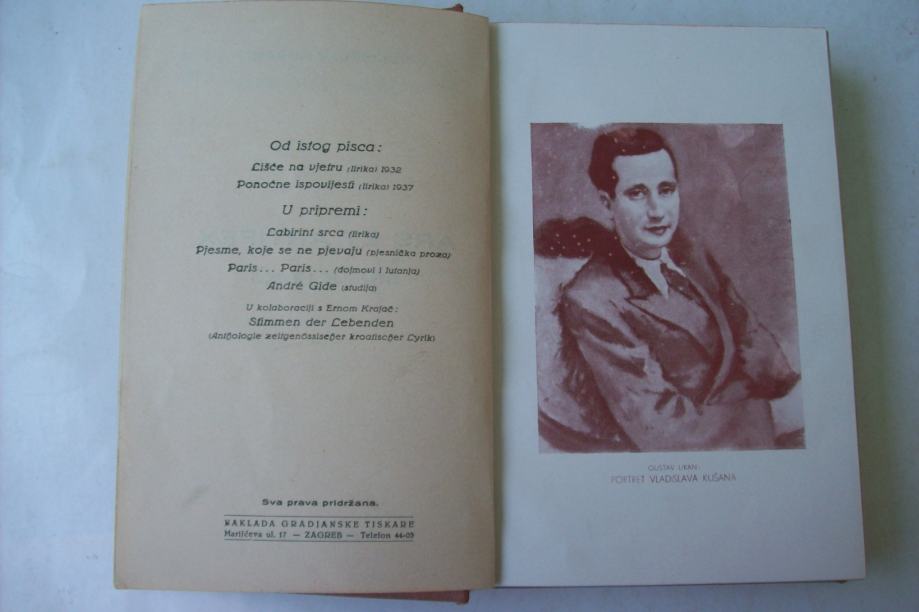 Od istog pisca:
Lišće na vjetru (lirika) 1932
Ponoćne ispovijesti (lirika) 1937
U pripremi:
Labirint srca (lirika)
Pjesme, koje se ne pjevaju (pjesnička proza)
Paris... Paris... (dojmovi i lutanja)
André Gide (studija)
U kolaboraciji s Ernom Krajač:
Stimmen der Lebenden
(Anthologie zeitgenössischer kroatischer Lyrik)
Sva prava pridržana.
NAKLADA GRADJANSKE TISKARE
Marićeva ul. 17 — ZAGREB — Telefon 44-03
GUSTAV LIKAN:
PORTRET VLADISLAVA KUŠANA